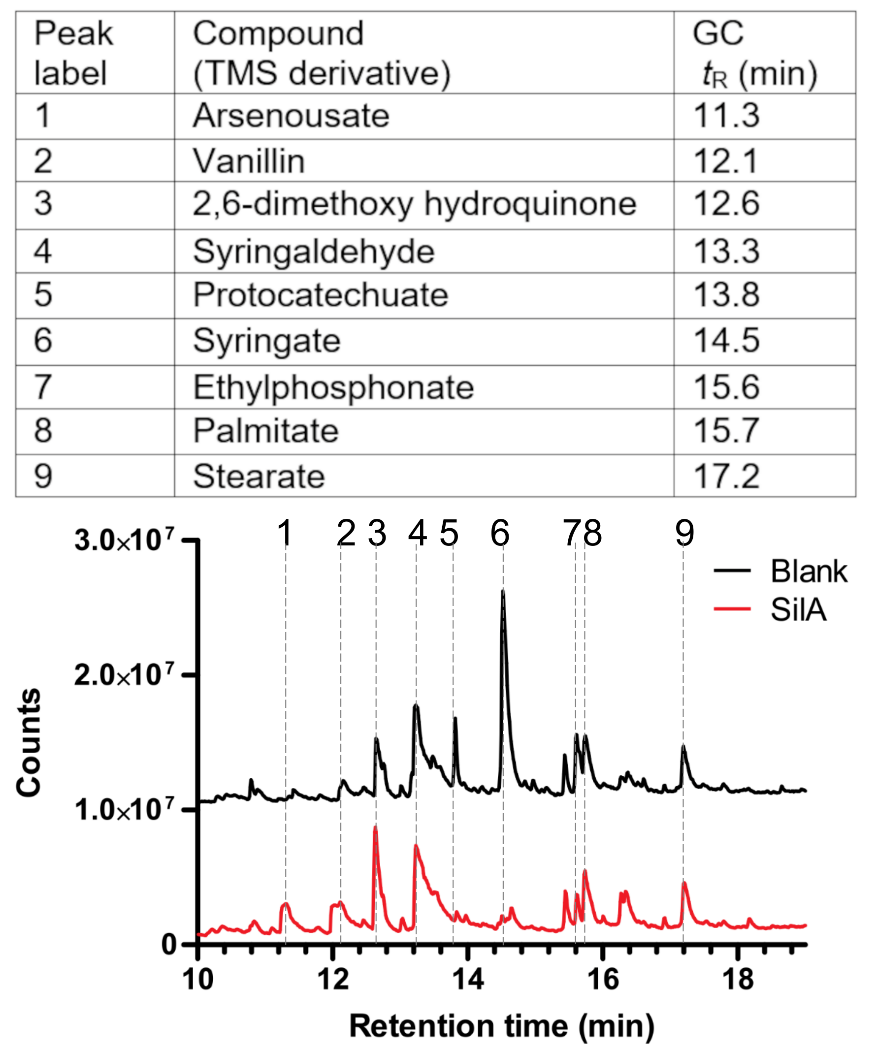 Peak label Compound (TMS derivative) GC tR (min)
1 Arsenousate 11.3
2 Vanillin 12.1
3 2,6-dimethoxy hydroquinone 12.6
4 Syringaldehyde 13.3
5 Protocatechuate 13.8
6 Syringate 14.5
7 Ethylphosphonate 15.6
8 Palmitate 15.7
9 Stearate 17.2
1 2 3 4 5 6 7 8 9
3.0×10⁷
2.0×10⁷
1.0×10⁷
0
Counts
Blank
SilA
10 12 14 16 18
Retention time (min)